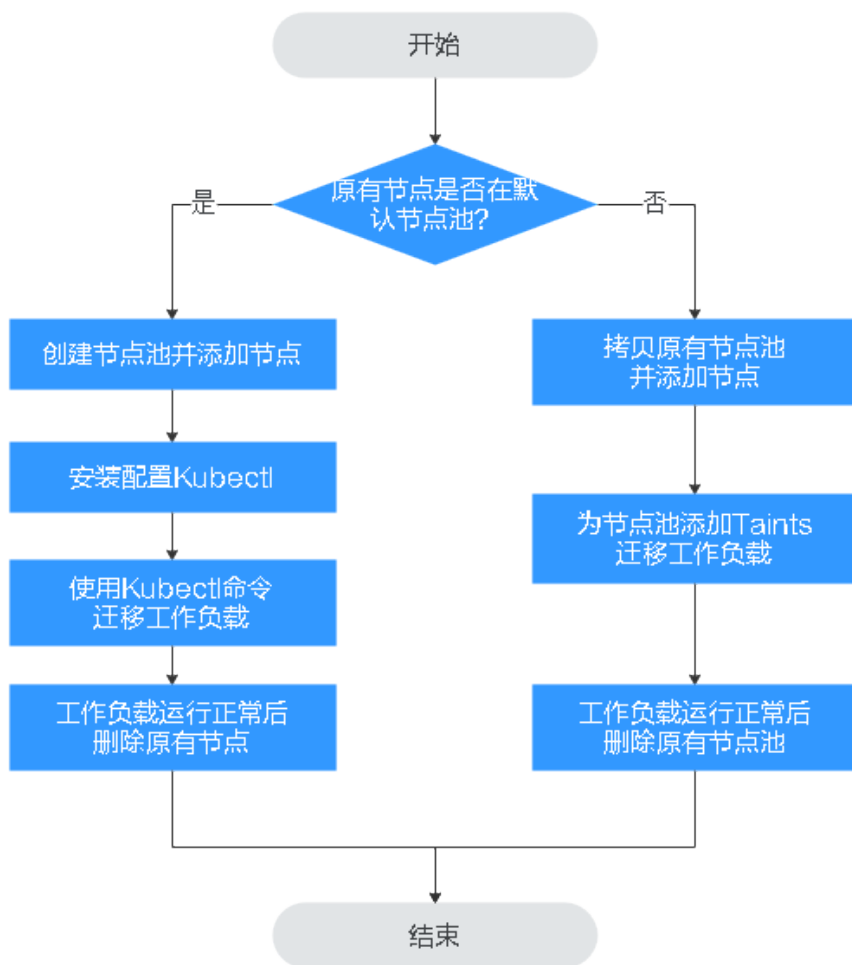 开始
原有节点是否在默
认节点池?
是
否
创建节点池并添加节点
安装配置Kubectl
使用Kubectl命令
迁移工作负载
工作负载运行正常后
删除原有节点
拷贝原有节点池
并添加节点
为节点池添加Taints
迁移工作负载
工作负载运行正常后
删除原有节点池
结束